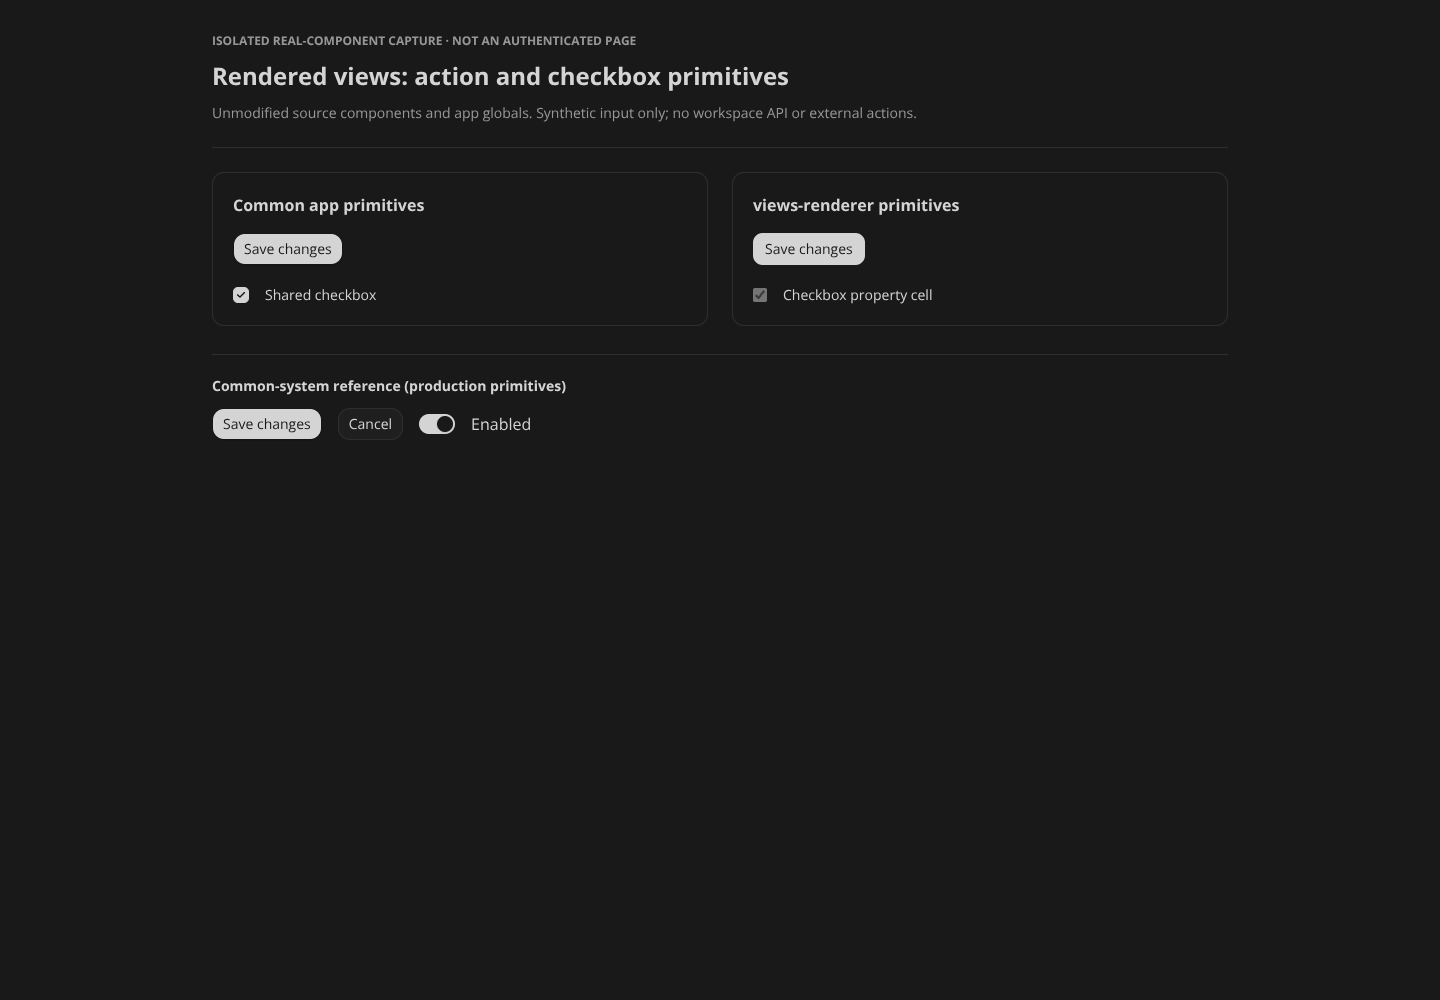 ISOLATED REAL-COMPONENT CAPTURE · NOT AN AUTHENTICATED PAGE
Rendered views: action and checkbox primitives
Unmodified source components and app globals. Synthetic input only; no workspace API or external actions.
Common app primitives
Save changes
Shared checkbox
views-renderer primitives
Save changes
Checkbox property cell
Common-system reference (production primitives)
Save changes
Cancel
Enabled